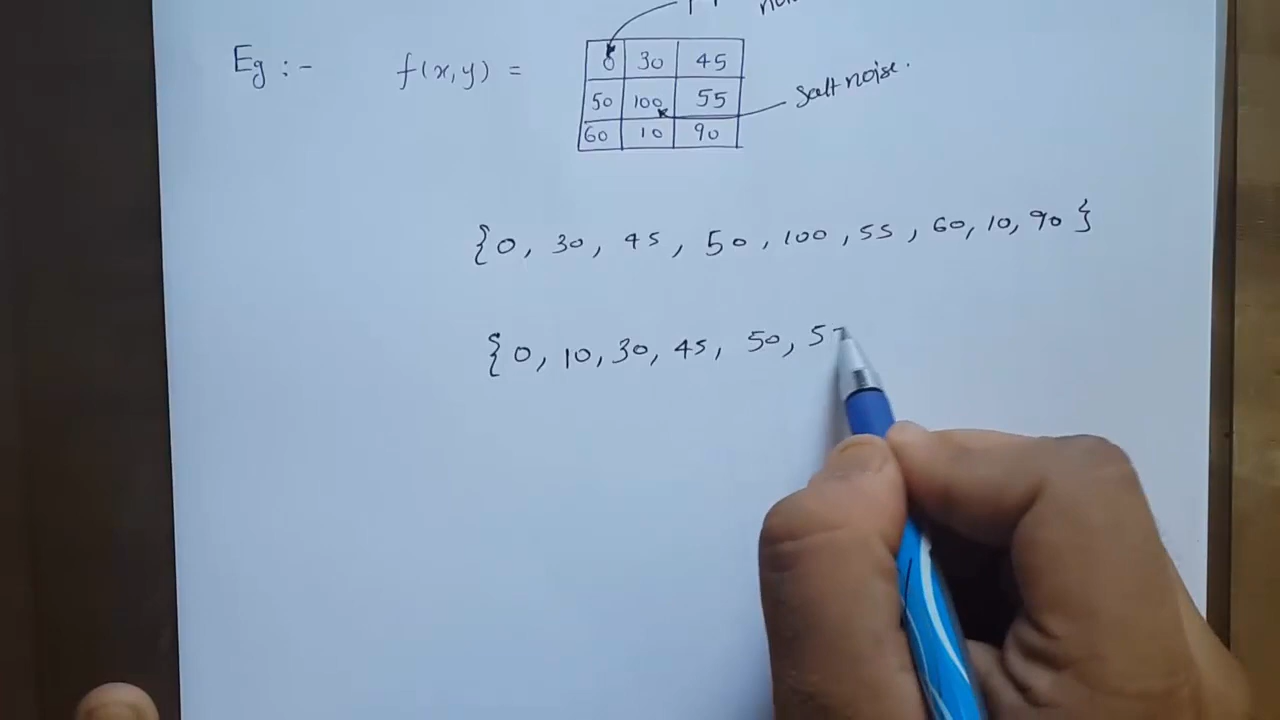 Eg :- f(x,y) =
0 30 45
50 100 55
60 10 90
salt noise.
{0, 30, 45, 50, 100, 55, 60, 10, 90}
{0, 10, 30, 45, 50, 5